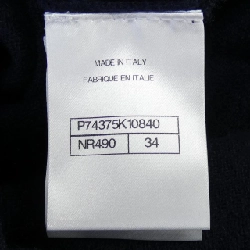 MADE IN ITALY
FABRIQUE EN ITALIE
P74375K10840
NR490 34